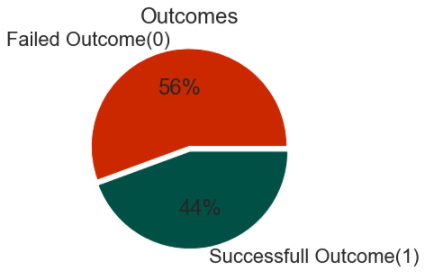 Outcomes
Failed Outcome(0)
56%
44%
Successfull Outcome(1)